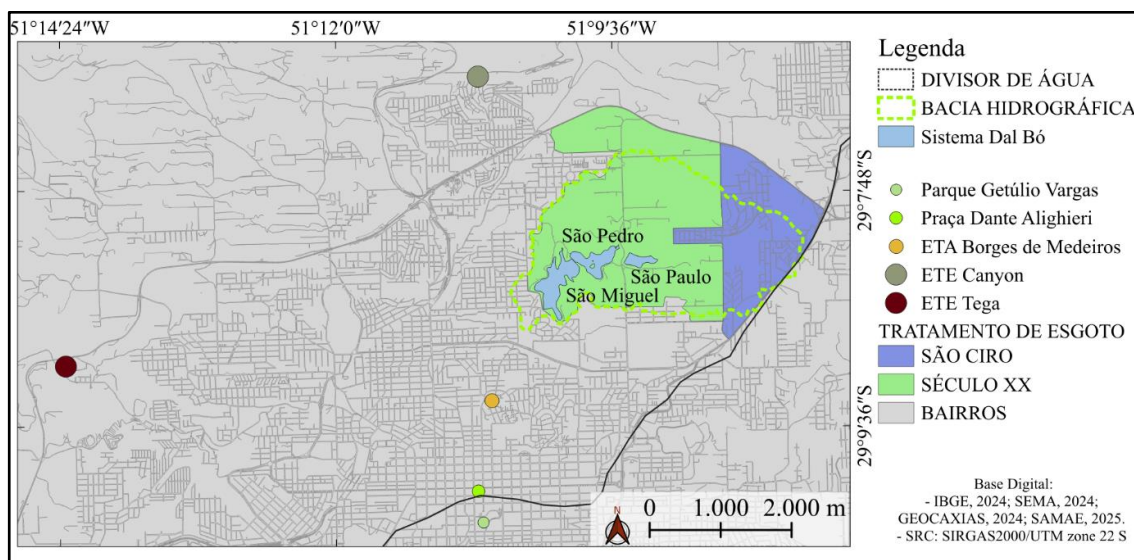 51°14'24"W
51°12'0"W
51°9'36"W
São Pedro
São Paulo
São Miguel
29°7'48"S
29°9'36"S
N
0 1.000 2.000 m
Legenda
DIVISOR DE ÁGUA
BACIA HIDROGRÁFICA
Sistema Dal Bó
Parque Getúlio Vargas
Praça Dante Alighieri
ETA Borges de Medeiros
ETE Canyon
ETE Tega
TRATAMENTO DE ESGOTO
SÃO CIRO
SÉCULO XX
BAIRROS
Base Digital:
- IBGE, 2024; SEMA, 2024;
GEOCAXIAS, 2024; SAMAE, 2025.
- SRC: SIRGAS2000/UTM zone 22 S